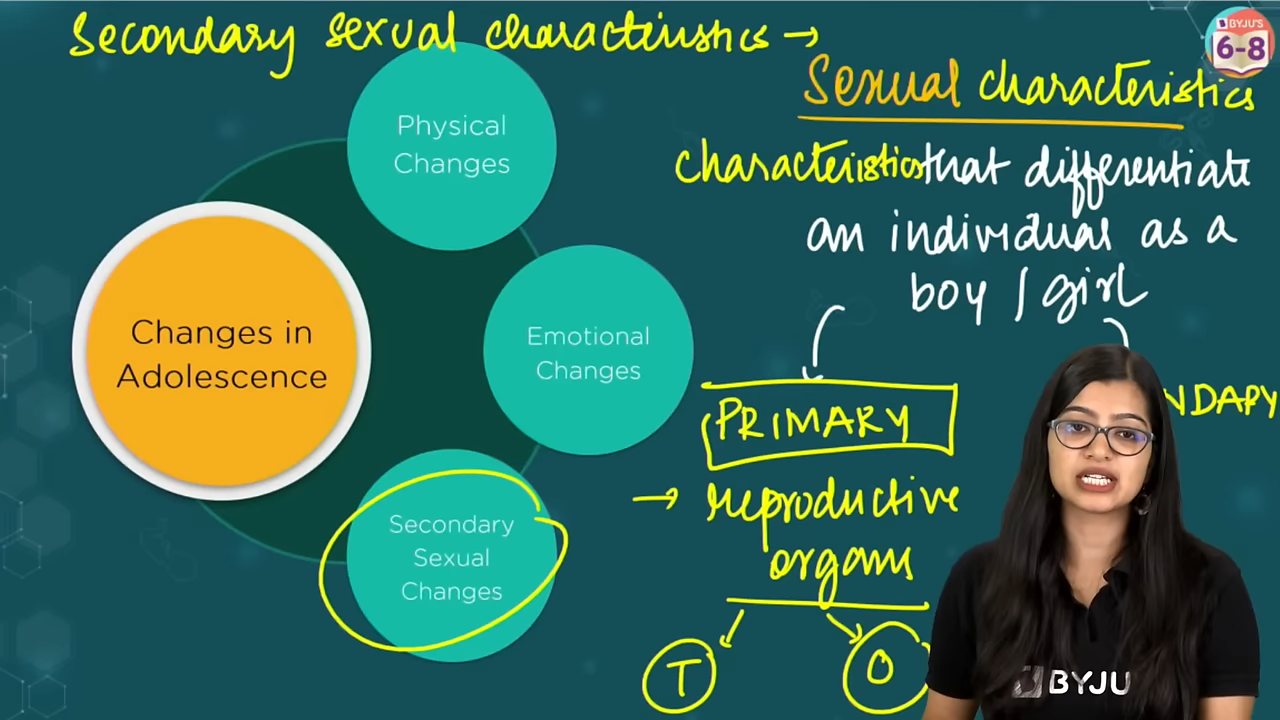 Secondary sexual characteristics →
BYJU'S
6-8
Sexual characteristics
characteristics that differentiate
an individual as a
boy / girl
Physical
Changes
Changes in
Adolescence
Emotional
Changes
PRIMARY
NDARY
→ reproductive
organs
Secondary
Sexual
Changes
T
O
BYJU